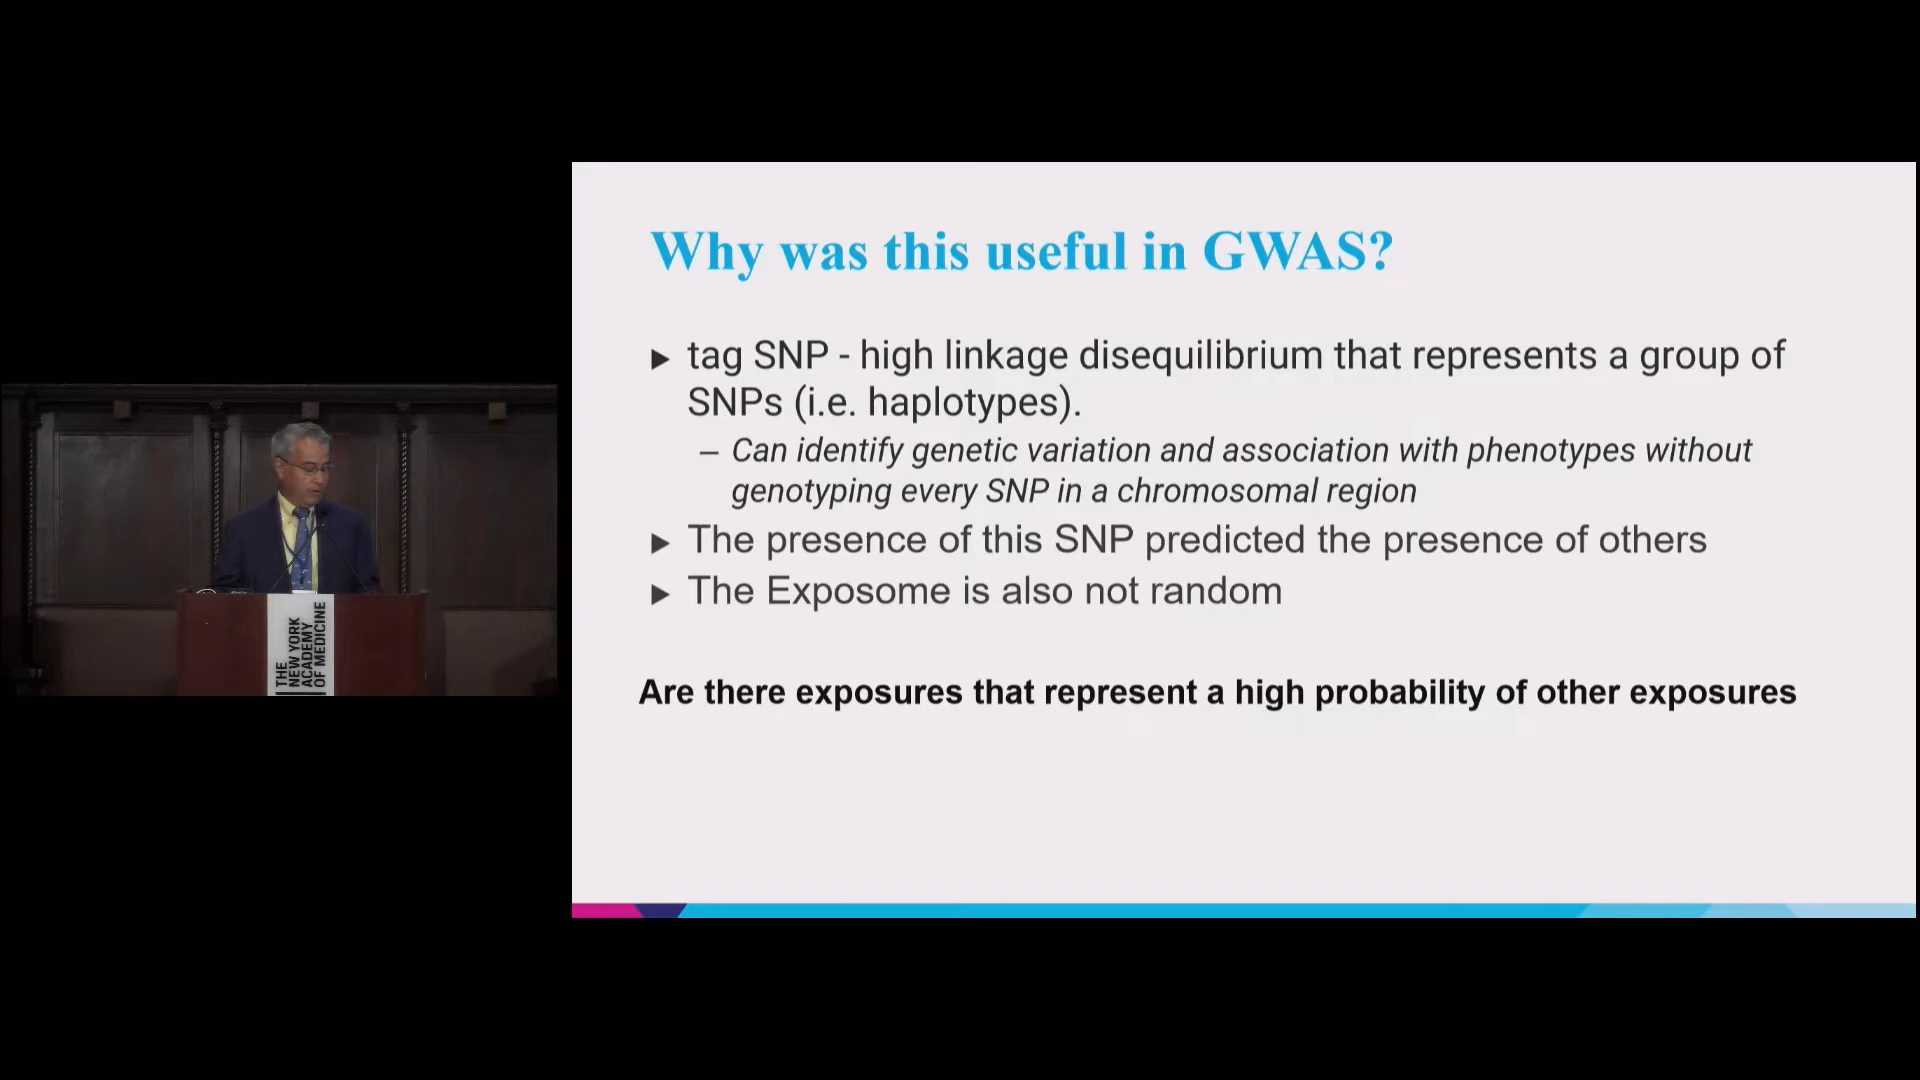 Why was this useful in GWAS?
▶ tag SNP - high linkage disequilibrium that represents a group of
SNPs (i.e. haplotypes).
– Can identify genetic variation and association with phenotypes without
genotyping every SNP in a chromosomal region
▶ The presence of this SNP predicted the presence of others
▶ The Exposome is also not random
Are there exposures that represent a high probability of other exposures
THE
NEW YORK
ACADEMY
OF MEDICINE